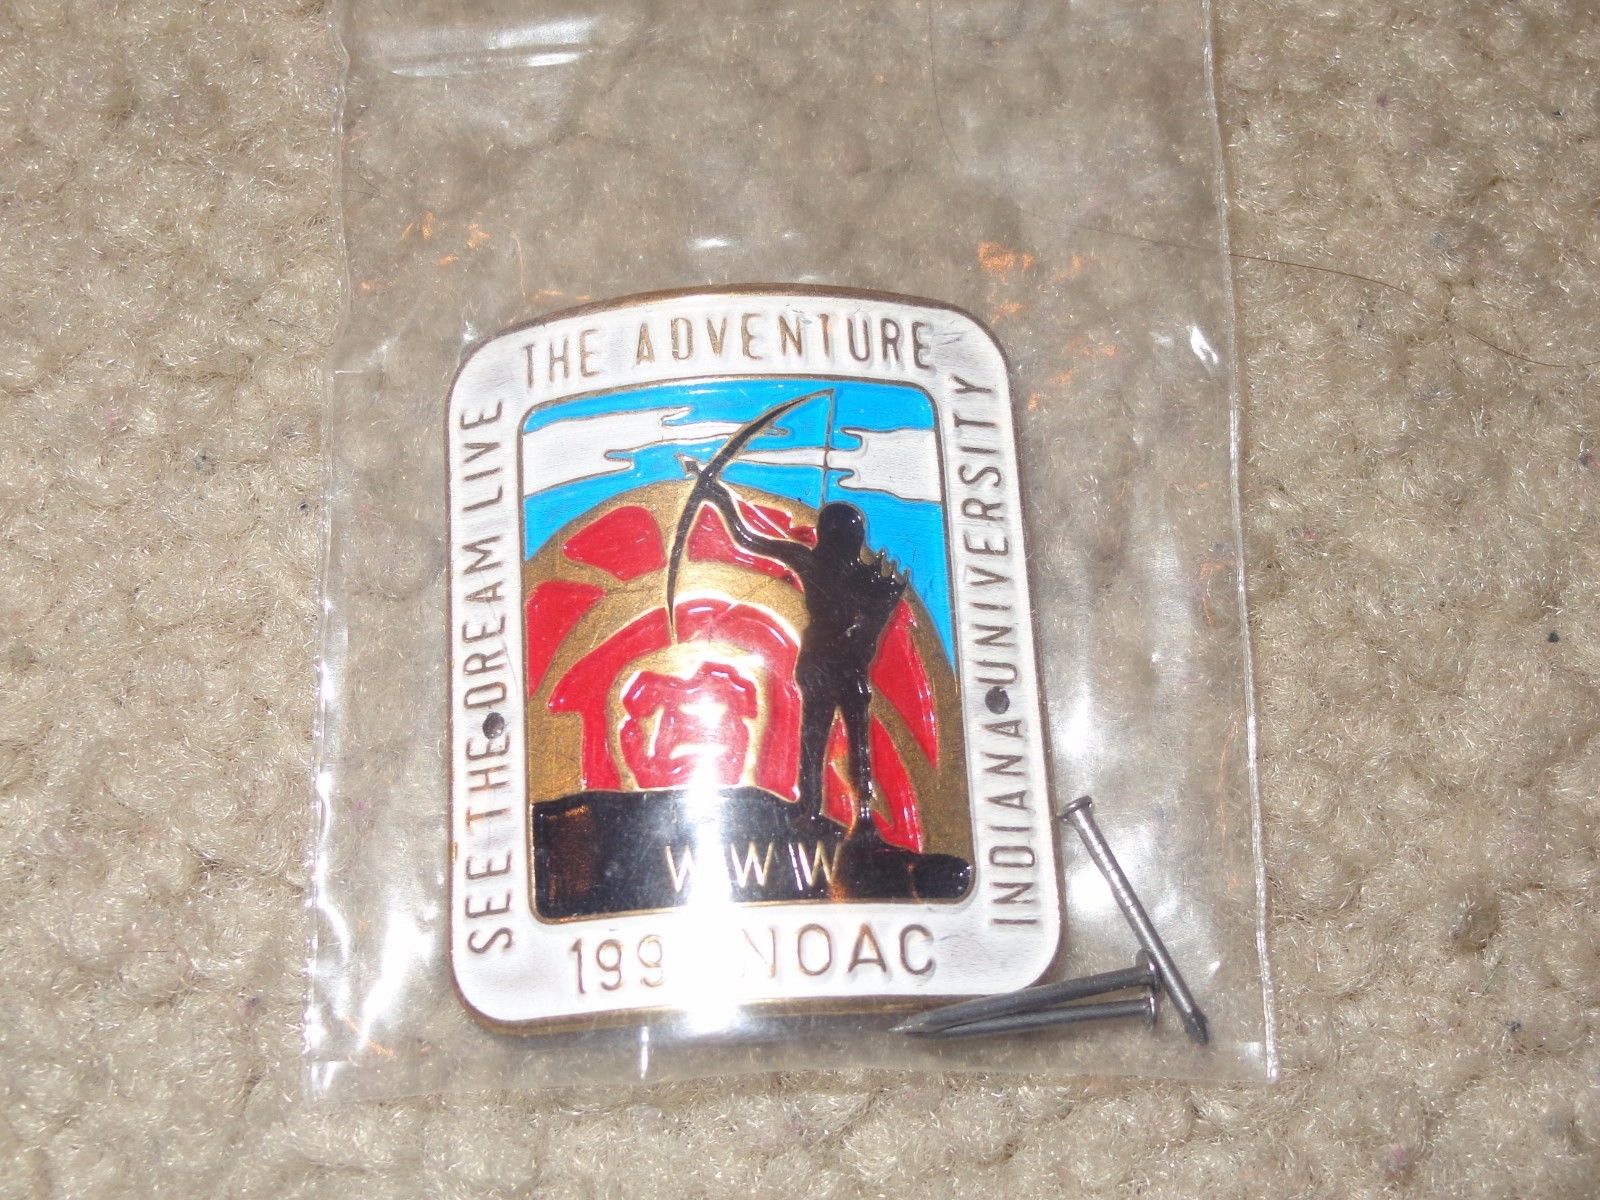 SEE THE•DREAM LIVE
THE ADVENTURE
INDIANA•UNIVERSITY
WWW
NOAC